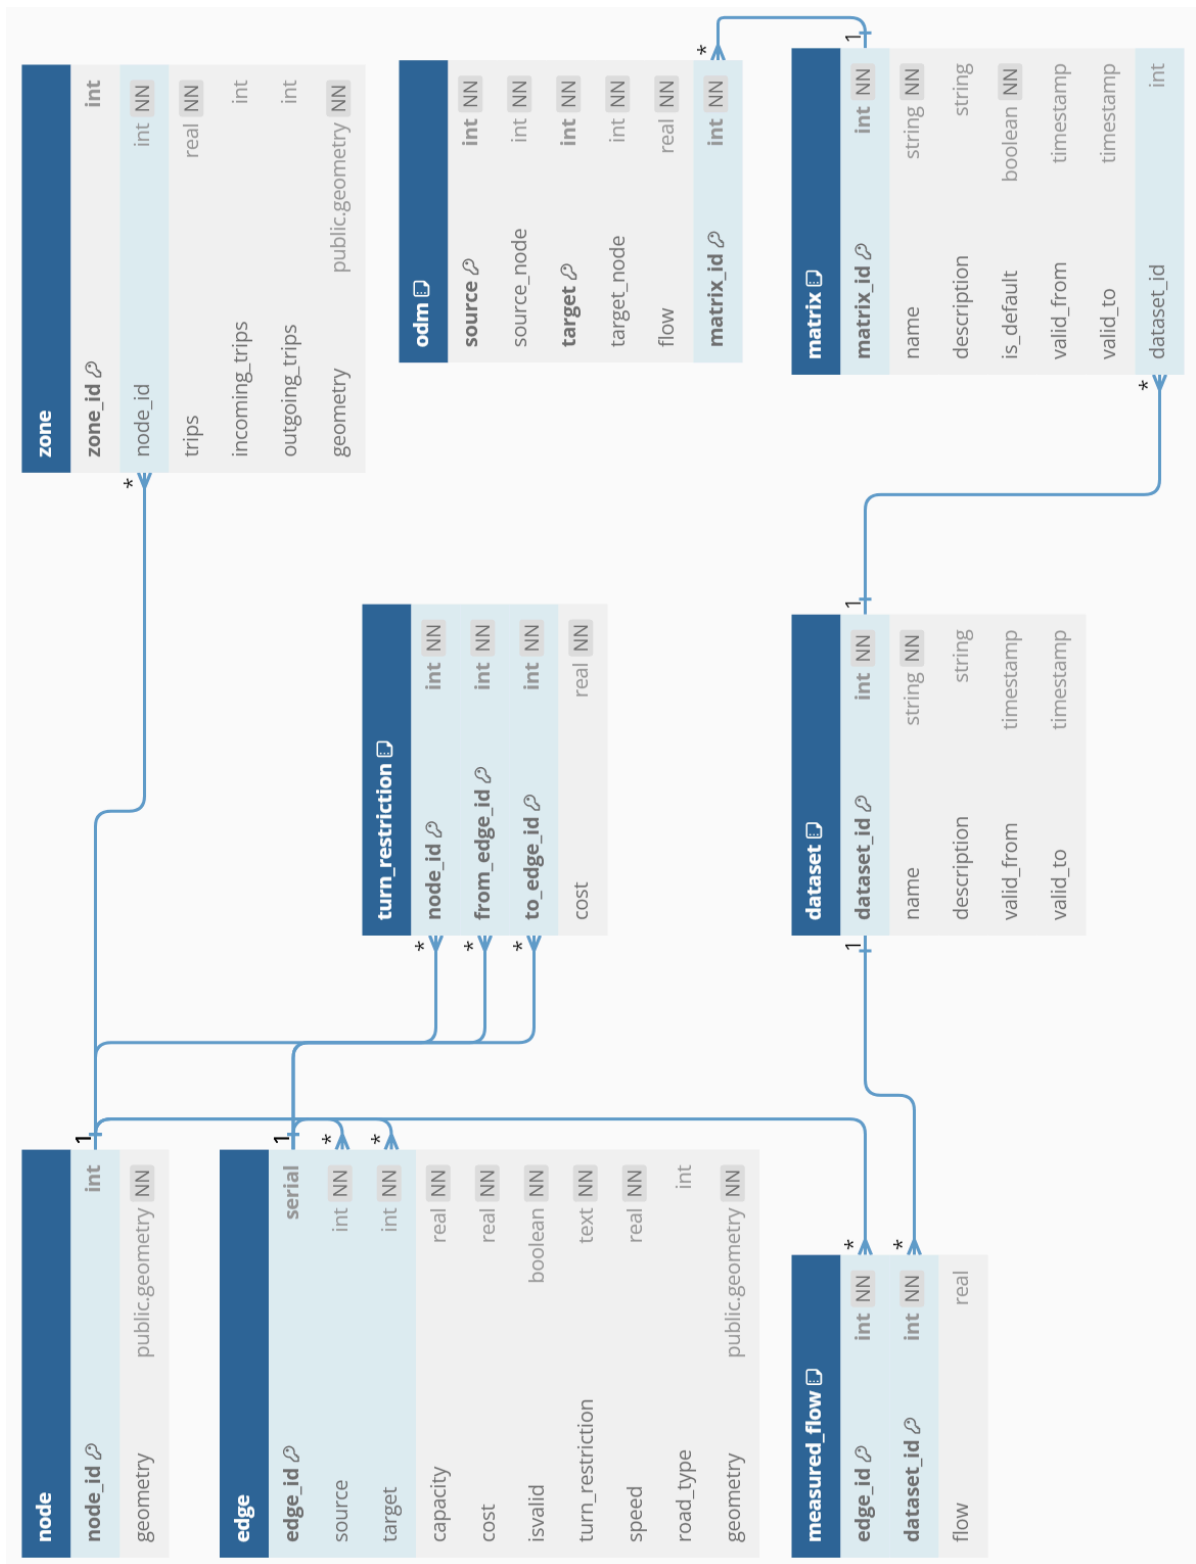 node
node_id int
geometry public.geometry NN
edge
edge_id serial
source int NN
target int NN
capacity real NN
cost real NN
isvalid boolean NN
turn_restriction text NN
speed real NN
road_type int
geometry public.geometry NN
measured_flow
edge_id int NN
dataset_id int NN
flow real
1
1
*
*
*
*
turn_restriction
node_id int NN
from_edge_id int NN
to_edge_id int NN
cost real NN
*
*
*
dataset
dataset_id int NN
name string NN
description string
valid_from timestamp
valid_to timestamp
1
1
zone
zone_id int
node_id int NN
trips real NN
incoming_trips int
outgoing_trips int
geometry public.geometry NN
*
odm
source int NN
source_node int
target int NN
target_node int
flow real NN
matrix_id int NN
*
matrix
matrix_id int NN
name string NN
description string
is_default boolean NN
valid_from timestamp
valid_to timestamp
dataset_id int
1
*